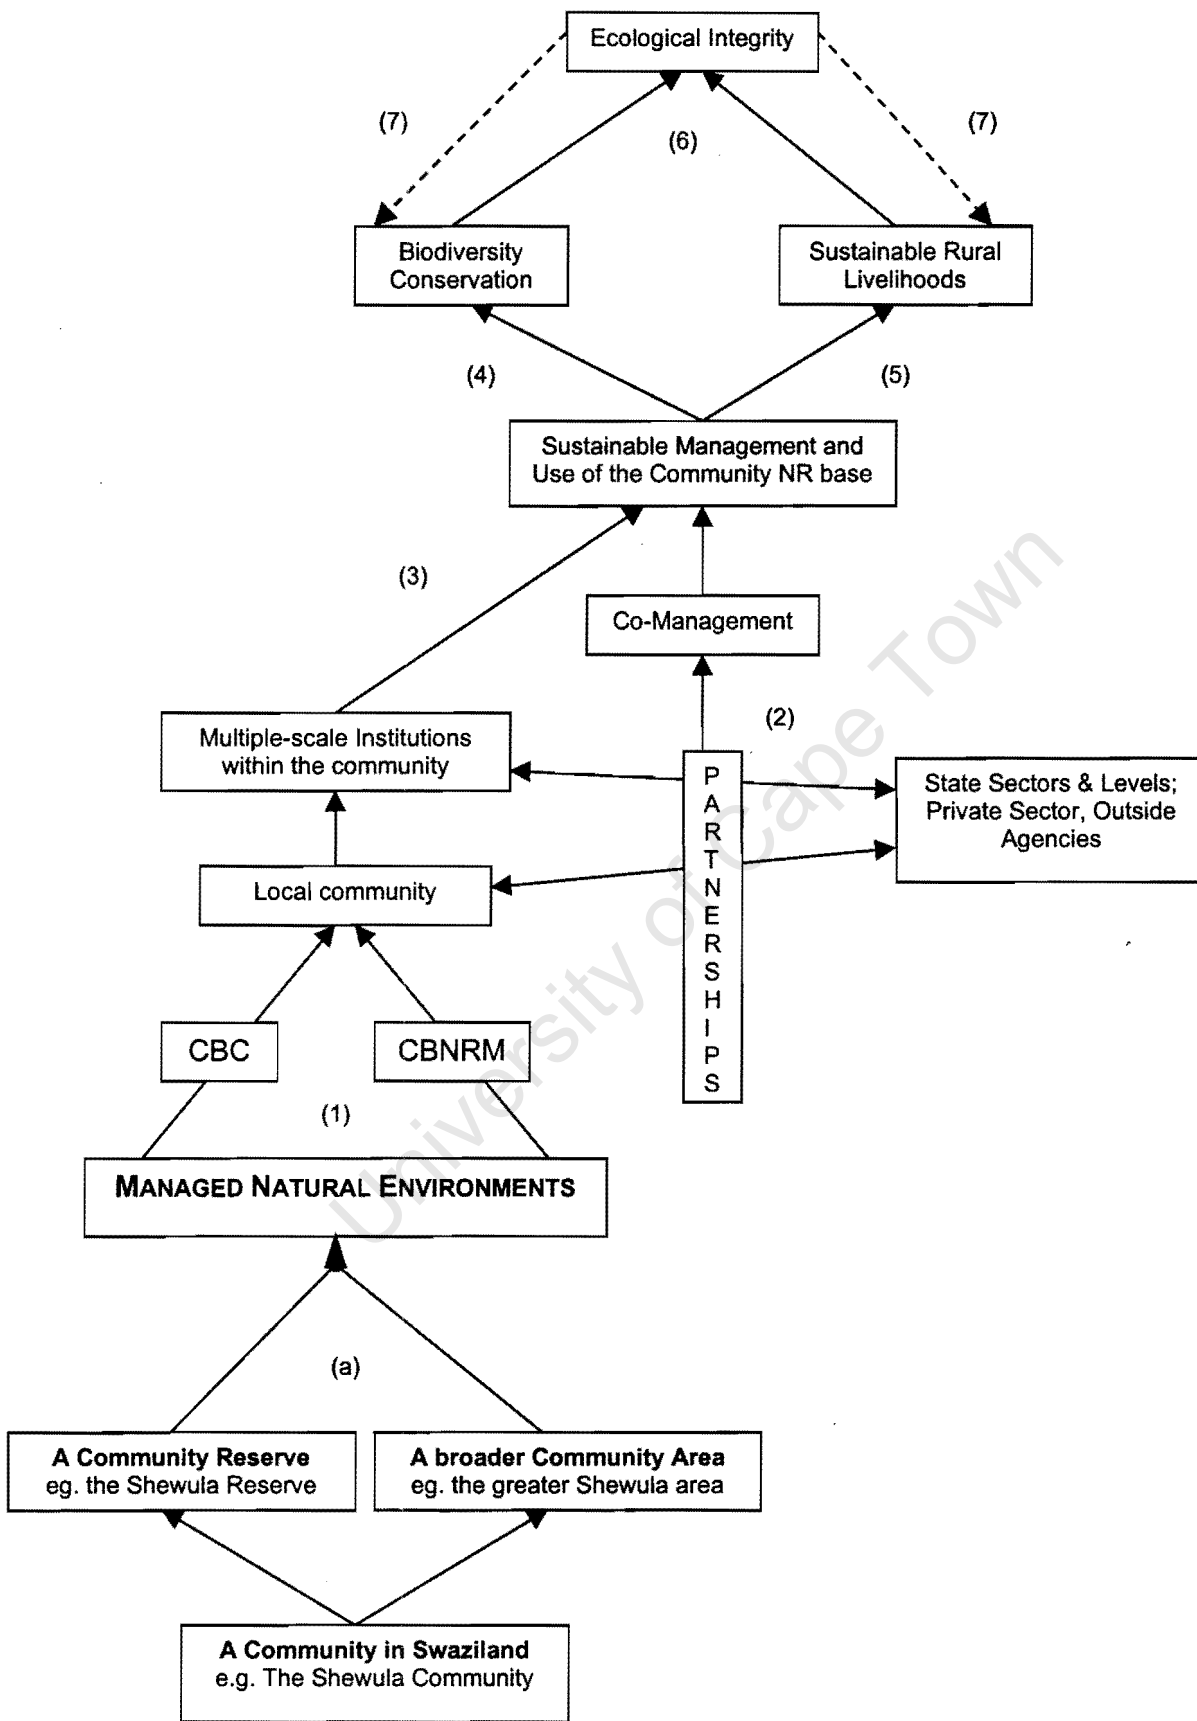 Ecological Integrity
(7)
(7)
(6)
Biodiversity
Conservation
Sustainable Rural
Livelihoods
(4)
(5)
Sustainable Management and
Use of the Community NR base
(3)
Co-Management
(2)
Multiple-scale Institutions
within the community
PARTNERSHIPS
State Sectors & Levels;
Private Sector, Outside
Agencies
Local community
CBC
CBNRM
(1)
MANAGED NATURAL ENVIRONMENTS
(a)
A Community Reserve
eg. the Shewula Reserve
A broader Community Area
eg. the greater Shewula area
A Community in Swaziland
e.g. The Shewula Community
University of Cape Town